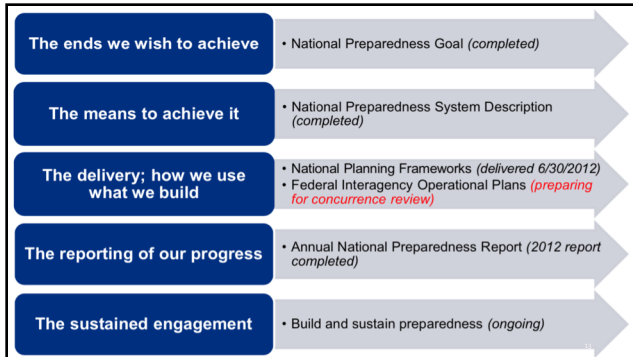 The ends we wish to achieve
• National Preparedness Goal (completed)
The means to achieve it
• National Preparedness System Description
(completed)
The delivery; how we use
what we build
• National Planning Frameworks (delivered 6/30/2012)
• Federal Interagency Operational Plans (preparing
for concurrence review)
The reporting of our progress
• Annual National Preparedness Report (2012 report
completed)
The sustained engagement
• Build and sustain preparedness (ongoing)